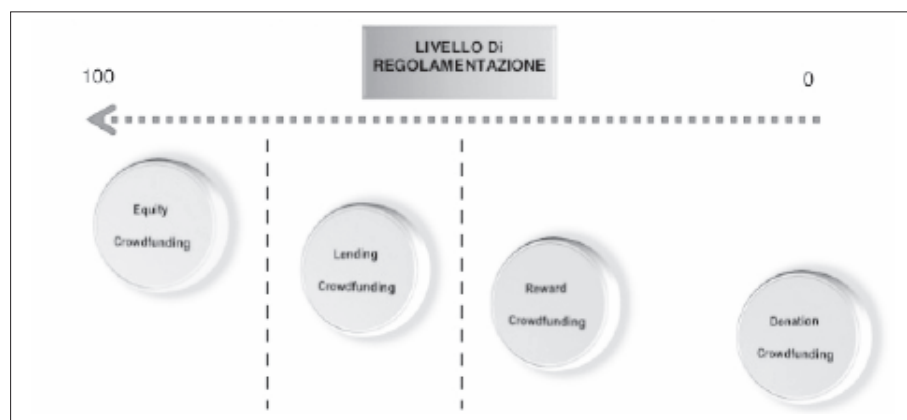 LIVELLO Di
REGOLAMENTAZIONE
100
0
Equity
Crowdfunding
Lending
Crowdfunding
Reward
Crowdfunding
Donation
Crowdfunding